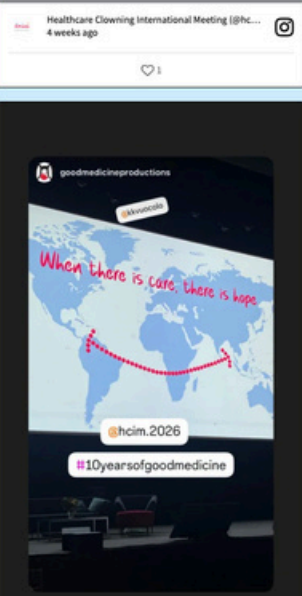 Healthcare Clowning International Meeting (@hc...
4 weeks ago
1
goodmedicineproductions
@kkvuocolo
When there is care, there is hope
@hcim.2026
#10yearsofgoodmedicine